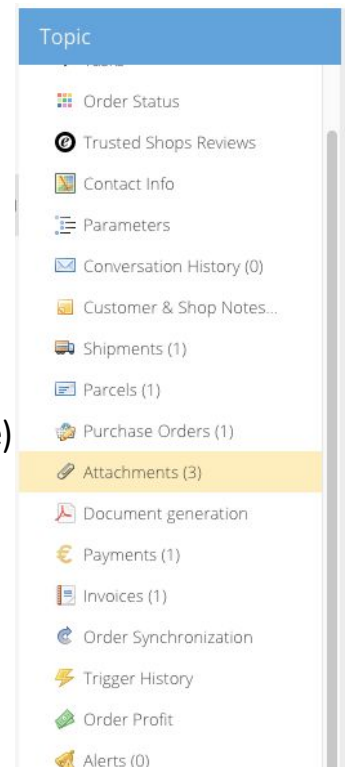 Topic
Order Status
Trusted Shops Reviews
Contact Info
Parameters
Conversation History (0)
Customer & Shop Notes...
Shipments (1)
Parcels (1)
)
Purchase Orders (1)
Attachments (3)
Document generation
Payments (1)
Invoices (1)
Order Synchronization
Trigger History
Order Profit
Alerts (0)